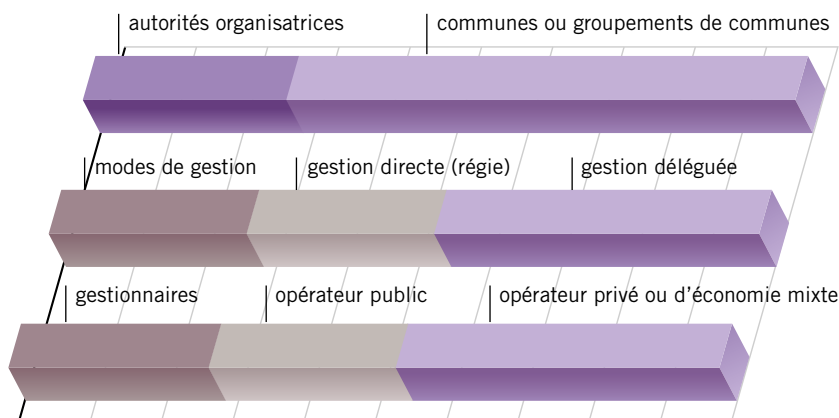 autorités organisatrices
communes ou groupements de communes
modes de gestion
gestion directe (régie)
gestion déléguée
gestionnaires
opérateur public
opérateur privé ou d'économie mixte